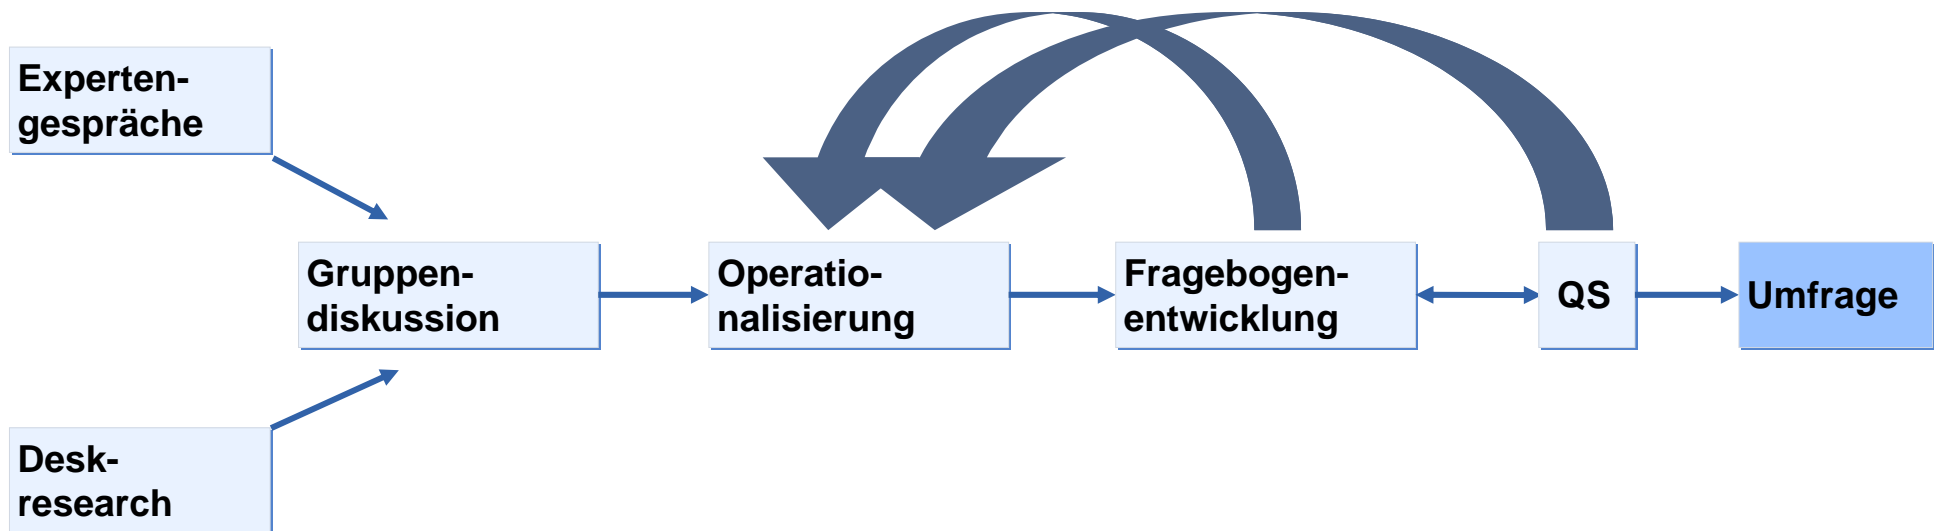 Experten-
gespräche
Gruppen-
diskussion
Operatio-
nalisierung
Fragebogen-
entwicklung
QS
Umfrage
Desk-
research